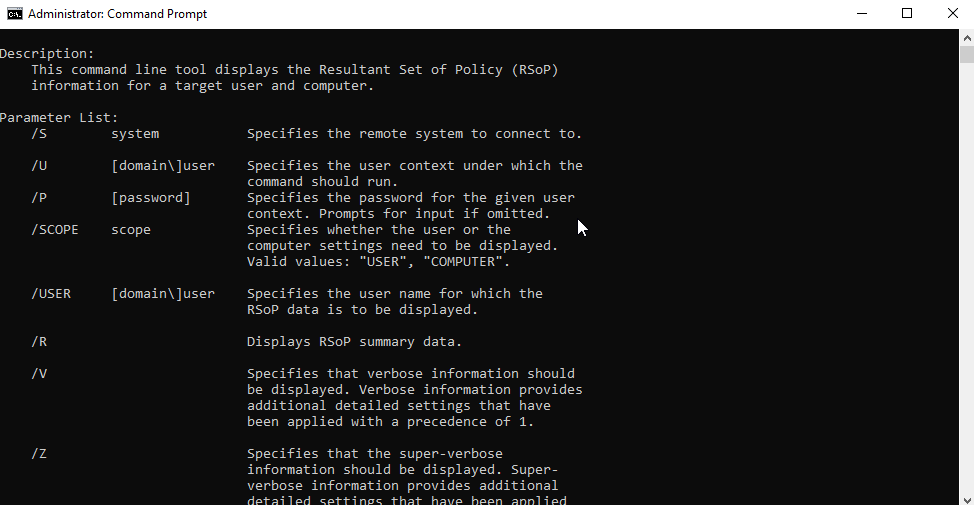 Administrator: Command Prompt
Description:
    This command line tool displays the Resultant Set of Policy (RSoP)
    information for a target user and computer.
Parameter List:
    /S        system           Specifies the remote system to connect to.
    /U        [domain\]user    Specifies the user context under which the
                               command should run.
    /P        [password]       Specifies the password for the given user
                               context. Prompts for input if omitted.
    /SCOPE    scope            Specifies whether the user or the
                               computer settings need to be displayed.
                               Valid values: "USER", "COMPUTER".
    /USER     [domain\]user    Specifies the user name for which the
                               RSoP data is to be displayed.
    /R                         Displays RSoP summary data.
    /V                         Specifies that verbose information should
                               be displayed. Verbose information provides
                               additional detailed settings that have
                               been applied with a precedence of 1.
    /Z                         Specifies that the super-verbose
                               information should be displayed. Super-
                               verbose information provides additional
                               detailed settings that have been applied